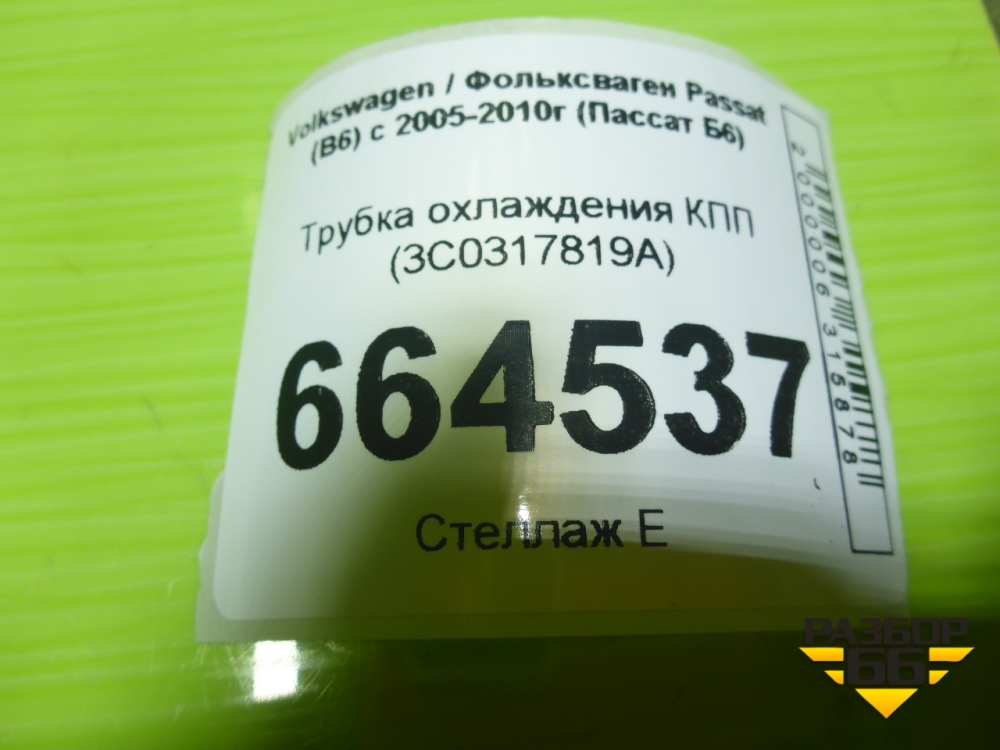 Volkswagen / Фольксваген Passat
(B6) с 2005-2010г (Пассат Б6)
Трубка охлаждения КПП
(3C0317819A)
664537
Стеллаж Е
2000006315878
РАЗБОР
66